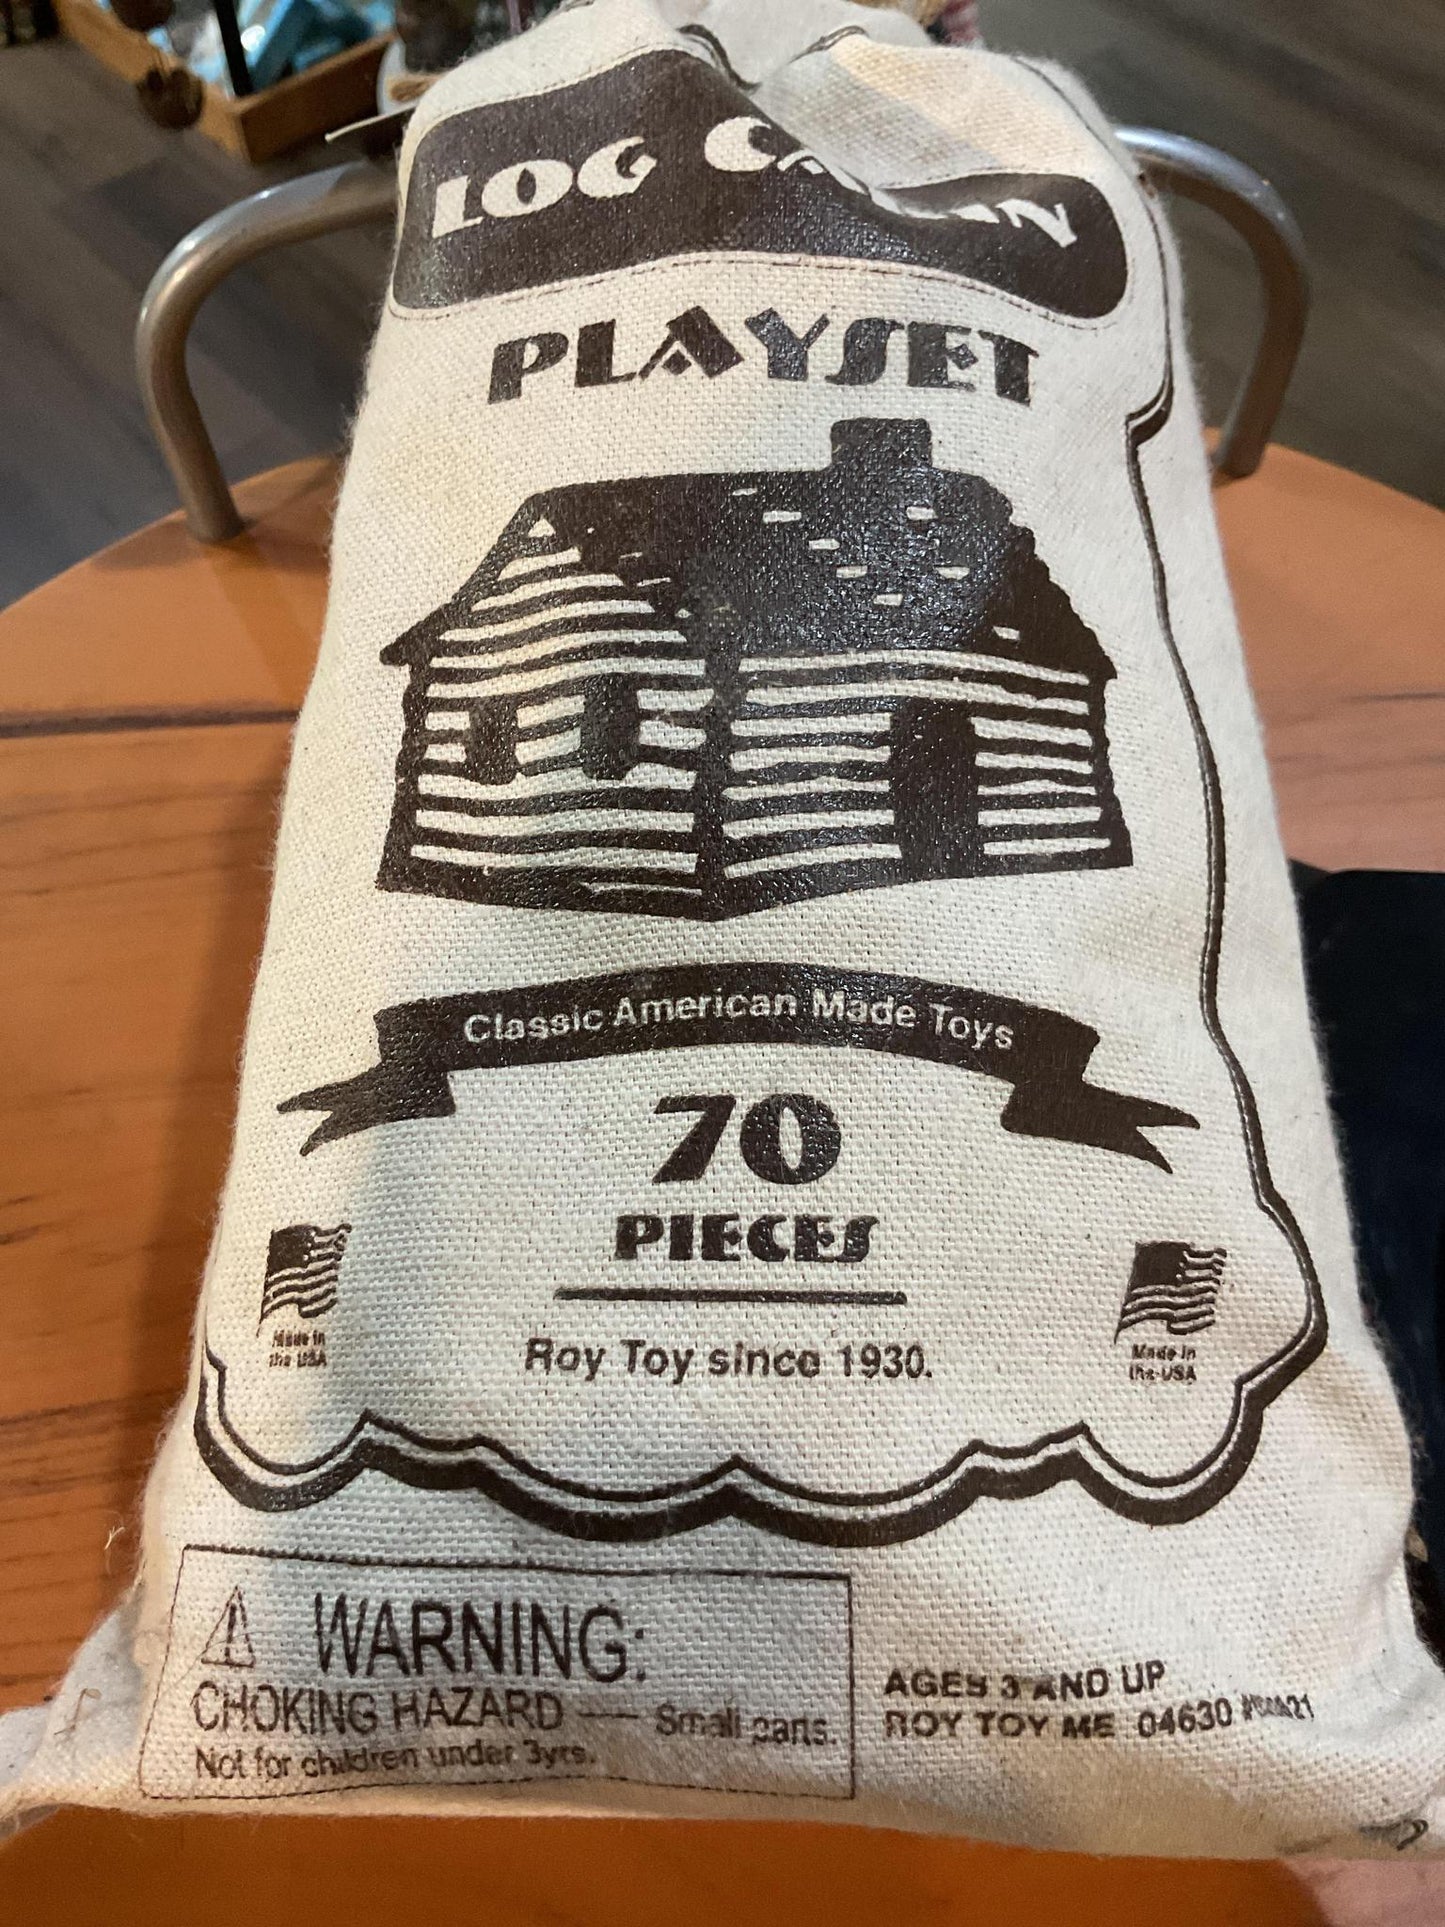 LOG CABIN
PLAYSET
Classic American Made Toys
70
PIECES
Roy Toy since 1930.
Made in
the USA
Made in
the USA
WARNING:
CHOKING HAZARD — Small parts.
Not for children under 3yrs.
AGES 3 AND UP
ROY TOY ME 04630